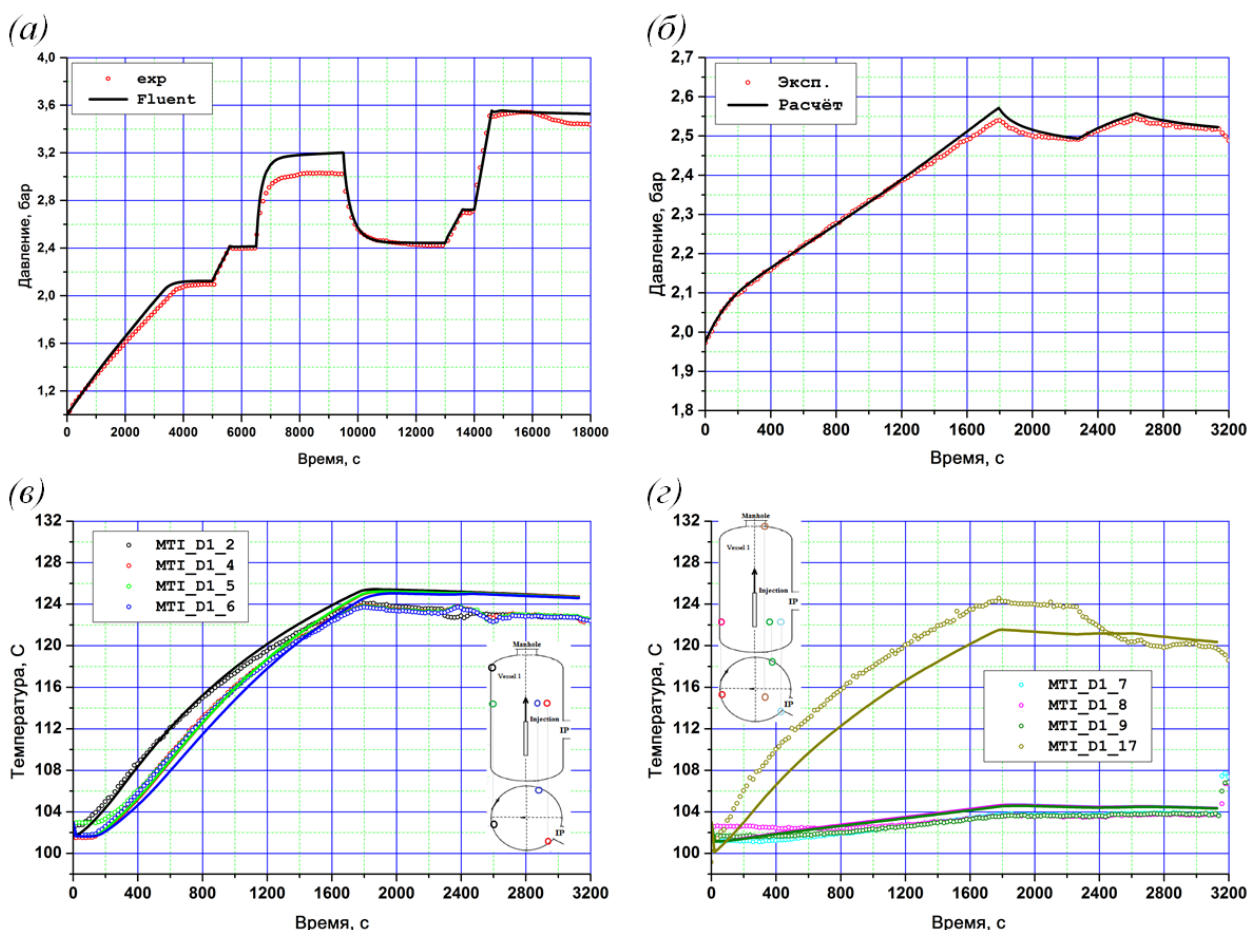 (а)
4,0
3,6
3,2
2,8
2,4
2,0
1,6
1,2
exp
Fluent
Давление, бар
0 2000 4000 6000 8000 10000 12000 14000 16000 18000
Время, с
(б)
2,7
2,6
2,5
2,4
2,3
2,2
2,1
2,0
1,9
1,8
Эксп.
Расчёт
Давление, бар
0 400 800 1200 1600 2000 2400 2800 3200
Время, с
(в)
132
128
124
120
116
112
108
104
100
MTI_D1_2
MTI_D1_4
MTI_D1_5
MTI_D1_6
Manhole
Vessel 1
Injection
IP
IP
Температура, С
0 400 800 1200 1600 2000 2400 2800 3200
Время, с
(г)
132
128
124
120
116
112
108
104
100
Manhole
Vessel 1
Injection
IP
IP
MTI_D1_7
MTI_D1_8
MTI_D1_9
MTI_D1_17
Температура, С
0 400 800 1200 1600 2000 2400 2800 3200
Время, с